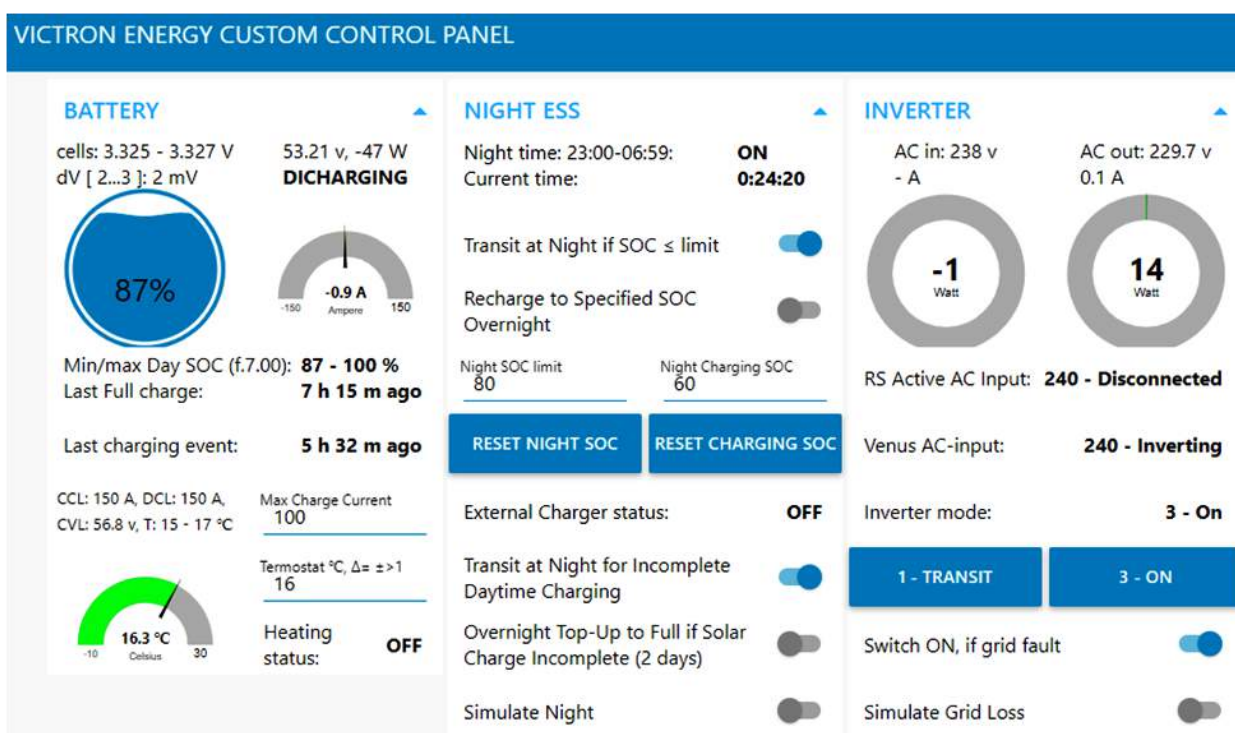 VICTRON ENERGY CUSTOM CONTROL PANEL
BATTERY
cells: 3.325 - 3.327 V
53.21 v, -47 W
dV [ 2...3 ]: 2 mV
DICHARGING
87%
-0.9 A
-150
Ampere
150
Min/max Day SOC (f.7.00): 87 - 100 %
Last Full charge: 7 h 15 m ago
Last charging event: 5 h 32 m ago
CCL: 150 A, DCL: 150 A,
CVL: 56.8 v, T: 15 - 17 °C
Max Charge Current
100
Termostat °C, Δ= ±>1
16
16.3 °C
-10
Celsius
30
Heating
status:
OFF
NIGHT ESS
Night time: 23:00-06:59: ON
Current time: 0:24:20
Transit at Night if SOC ≤ limit
Recharge to Specified SOC
Overnight
Night SOC limit
80
Night Charging SOC
60
RESET NIGHT SOC
RESET CHARGING SOC
External Charger status: OFF
Transit at Night for Incomplete
Daytime Charging
Overnight Top-Up to Full if Solar
Charge Incomplete (2 days)
Simulate Night
INVERTER
AC in: 238 v
- A
AC out: 229.7 v
0.1 A
-1
Watt
14
Watt
RS Active AC Input: 240 - Disconnected
Venus AC-input: 240 - Inverting
Inverter mode: 3 - On
1 - TRANSIT
3 - ON
Switch ON, if grid fault
Simulate Grid Loss